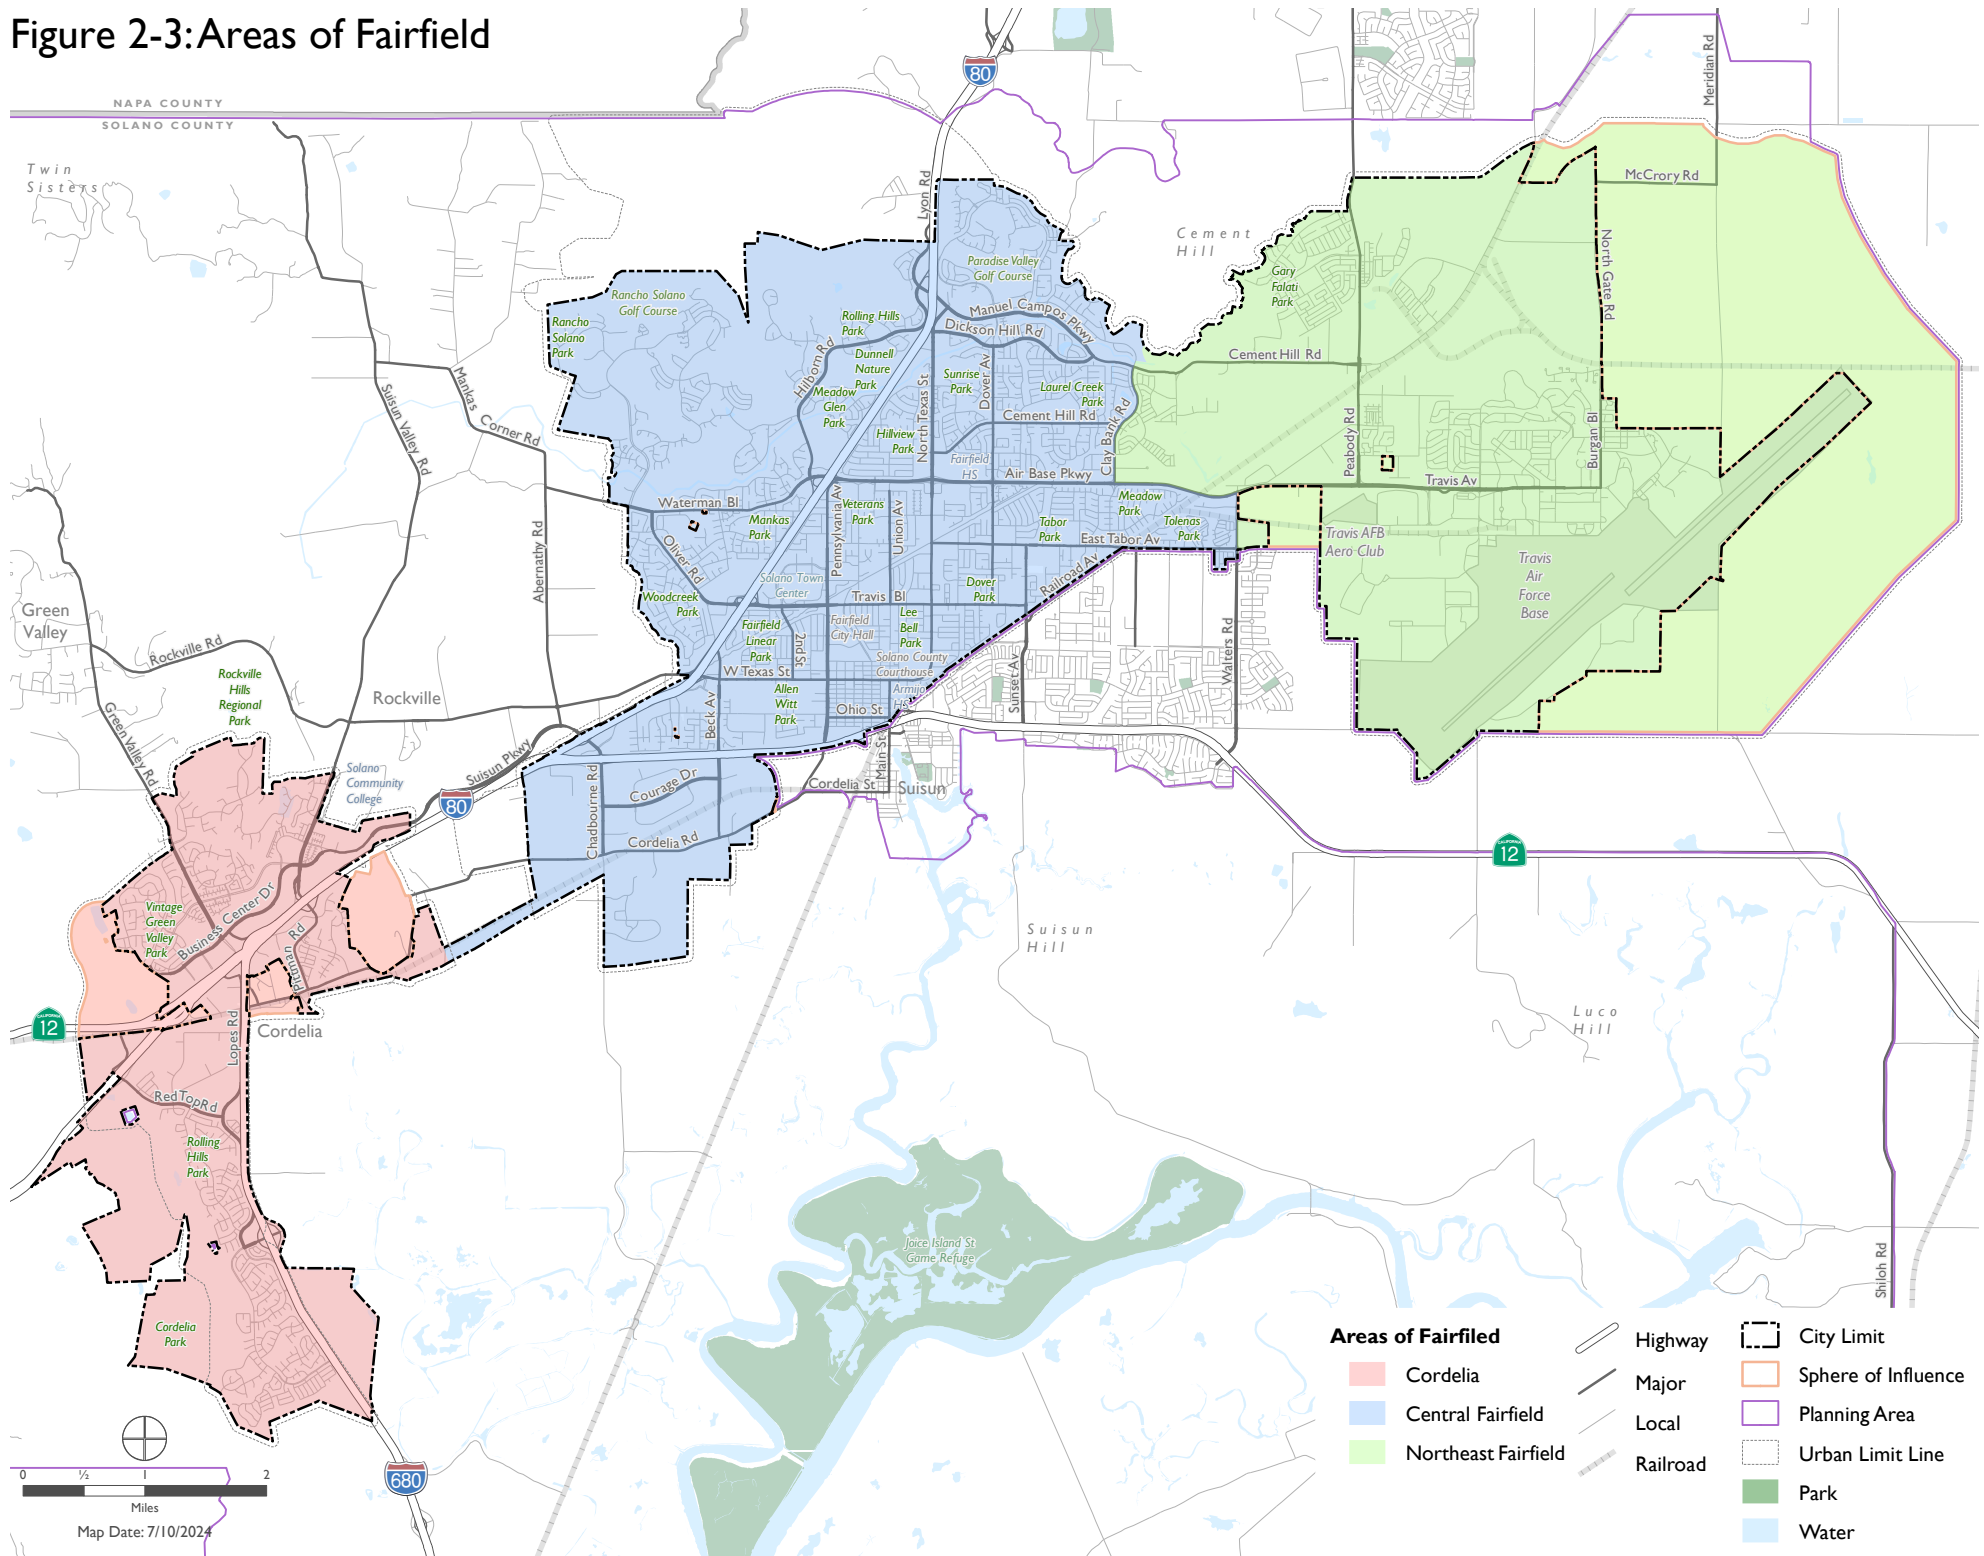 Figure 2-3: Areas of Fairfield
NAPA COUNTY
SOLANO COUNTY
80
Meridian Rd
Twin
Sisters
Lyon Rd
McCrory Rd
Cement
Hill
Paradise Valley
Golf Course
Gary
Falati
Park
North Gate Rd
Rancho Solano
Golf Course
Rancho
Solano
Park
Rolling Hills
Park
Manuel Campos Pkwy
Dickson Hill Rd
Hilborn Rd
Dunnell
Nature
Park
Cement Hill Rd
Mankas Corner Rd
Suisun Valley Rd
Meadow
Glen
Park
North Texas St
Sunrise
Park
Dover Av
Laurel Creek
Park
Cement Hill Rd
Clay Bank Rd
Hillview
Park
Fairfield
HS
Air Base Pkwy
Peabody Rd
Burgan Bl
Travis Av
Waterman Bl
Mankas
Park
Pennsylvania Av
Veterans
Park
Union Av
Meadow
Park
Tabor
Park
Tolenas
Park
East Tabor Av
Travis AFB
Aero Club
Travis
Air
Force
Base
Abernathy Rd
Oliver Rd
Solano Town
Center
Railroad Av
Dover
Park
Woodcreek
Park
Travis Bl
Green
Valley
Fairfield
Linear
Park
2nd St
Fairfield
City Hall
Lee
Bell
Park
Walters Rd
Rockville Rd
Solano County
Courthouse
W Texas St
Sunset Av
Rockville
Hills
Regional
Park
Rockville
Beck Av
Allen
Witt
Park
Armijo
HS
Ohio St
Green Valley Rd
Suisun Pkwy
Main St
Solano
Community
College
80
Chadbourne Rd
Courage Dr
Cordelia St
Suisun
Cordelia Rd
12
Vintage
Green
Valley
Park
Business Center Dr
Pittman Rd
Suisun
Hill
12
Lopes Rd
Cordelia
Luco
Hill
Red Top Rd
Rolling
Hills
Park
Joice Island St
Game Refuge
Shiloh Rd
Cordelia
Park
680
0 ½ 1 2
Miles
Map Date: 7/10/2024
Areas of Fairfiled
Cordelia
Central Fairfield
Northeast Fairfield
Highway
Major
Local
Railroad
City Limit
Sphere of Influence
Planning Area
Urban Limit Line
Park
Water